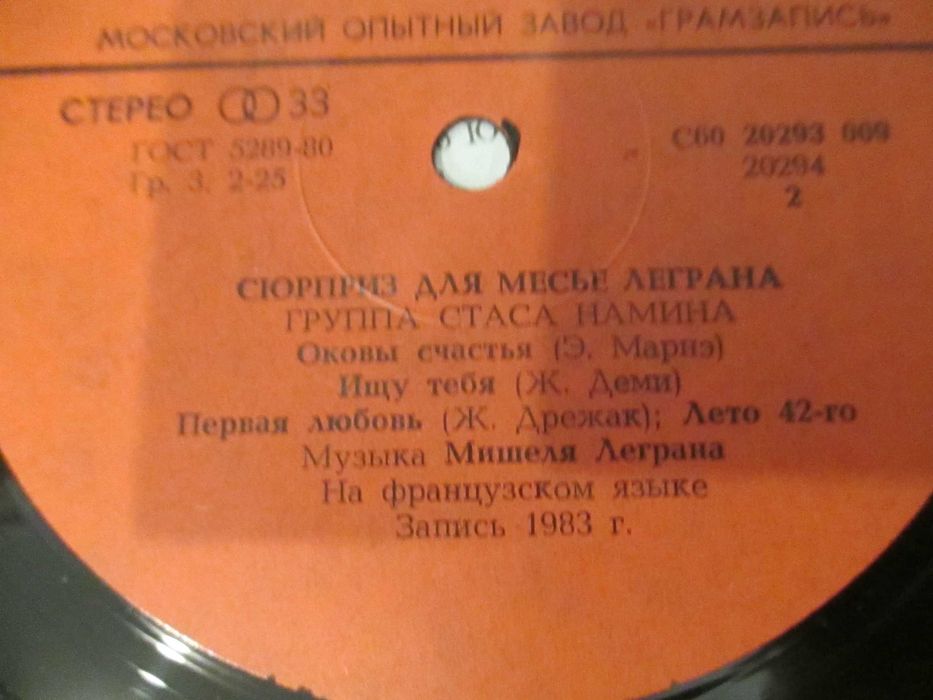 МОСКОВСКИЙ ОПЫТНЫЙ ЗАВОД «ГРАМЗАПИСЬ»
СТЕРЕО 33
ГОСТ 5289-80
Гр. 3. 2-25
С60 20293 009
20294
2
СЮРПРИЗ ДЛЯ МЕСЬЕ ЛЕГРАНА
ГРУППА СТАСА НАМИНА
Оковы счастья (Э. Марнэ)
Ищу тебя (Ж. Деми)
Первая любовь (Ж. Дрежак); Лето 42-го
Музыка Мишеля Леграна
На французском языке
Запись 1983 г.